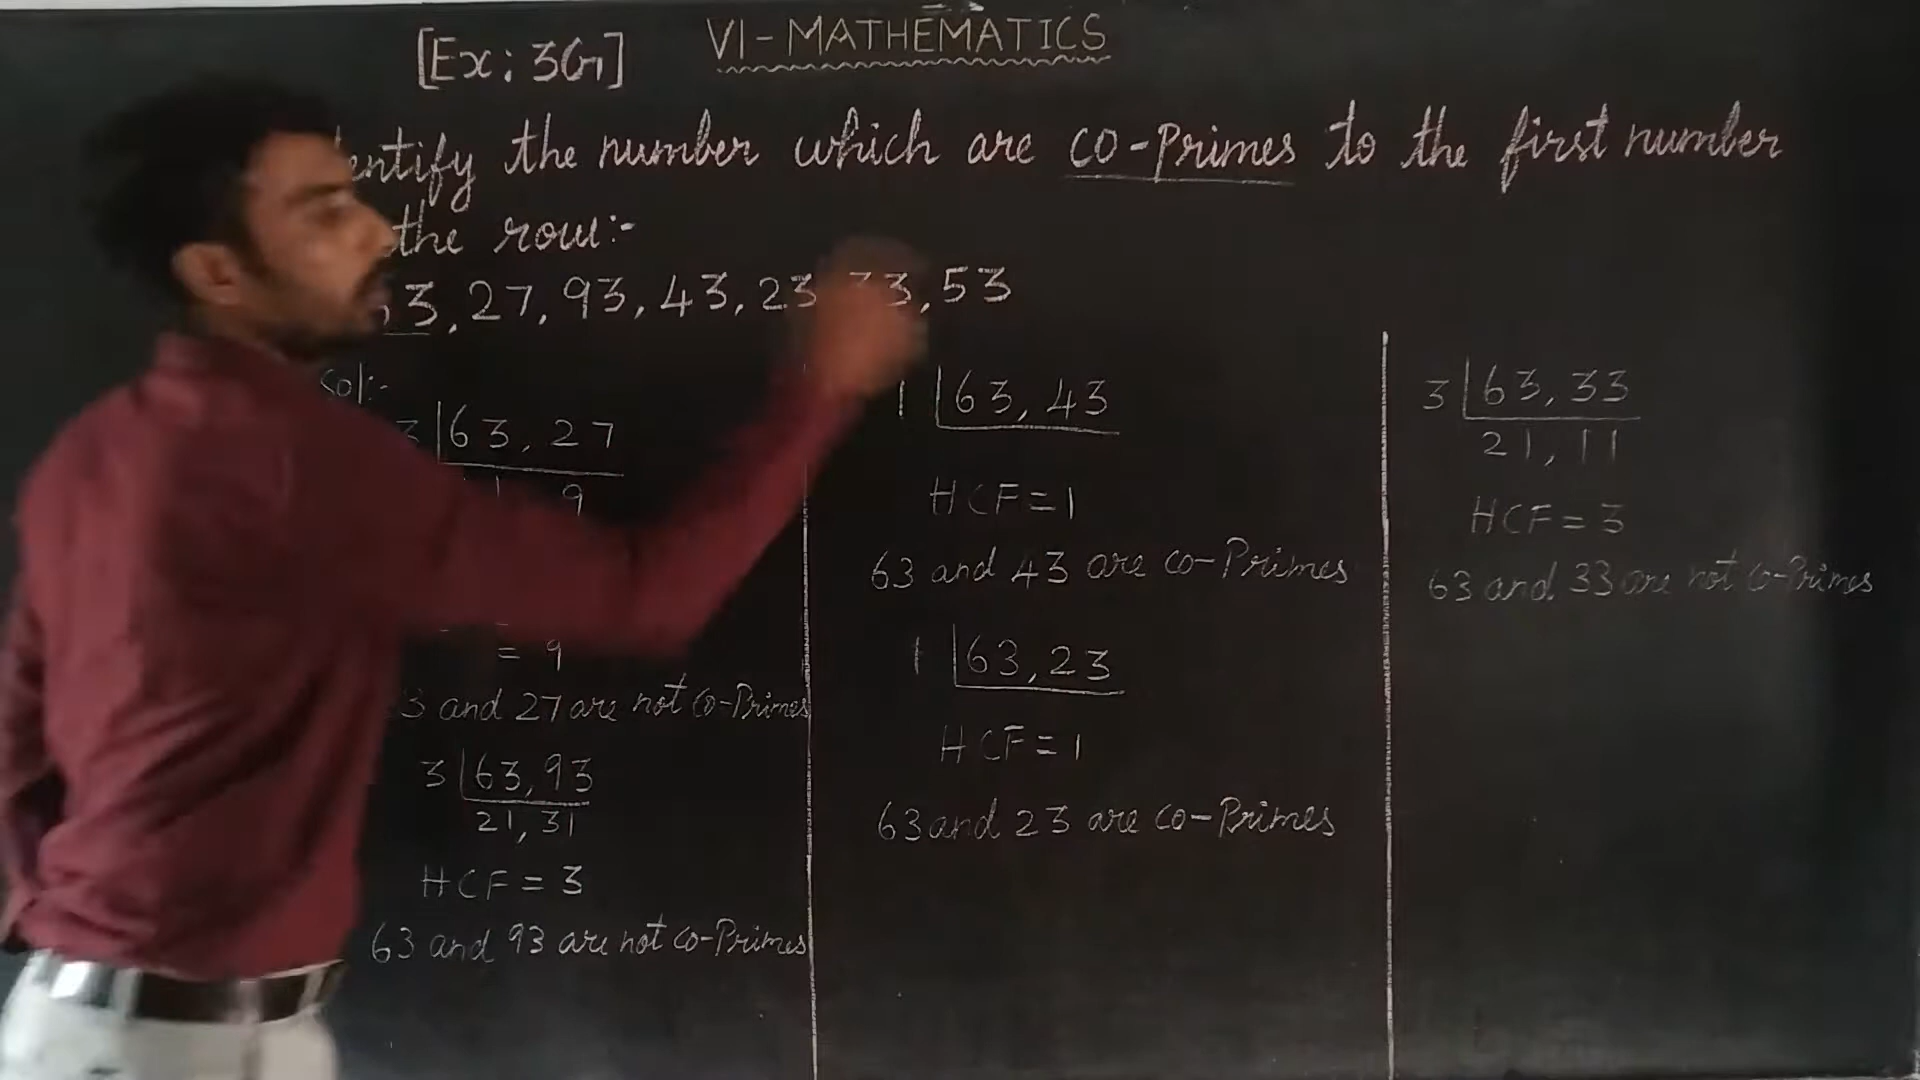 [Ex: 3G]
VI - MATHEMATICS
the number which are co-Primes to the first number
the row:-
27, 93, 43, 23, 33, 53
Sol:-
3 63, 27
9
= 9
3 and 27 are not co-Primes
3 63, 93
21, 31
HCF = 3
63 and 93 are not co-Primes
1 63, 43
HCF = 1
63 and 43 are co-Primes
1 63, 23
HCF = 1
63 and 23 are co-Primes
3 63, 33
21, 11
HCF = 3
63 and 33 are not co-Primes